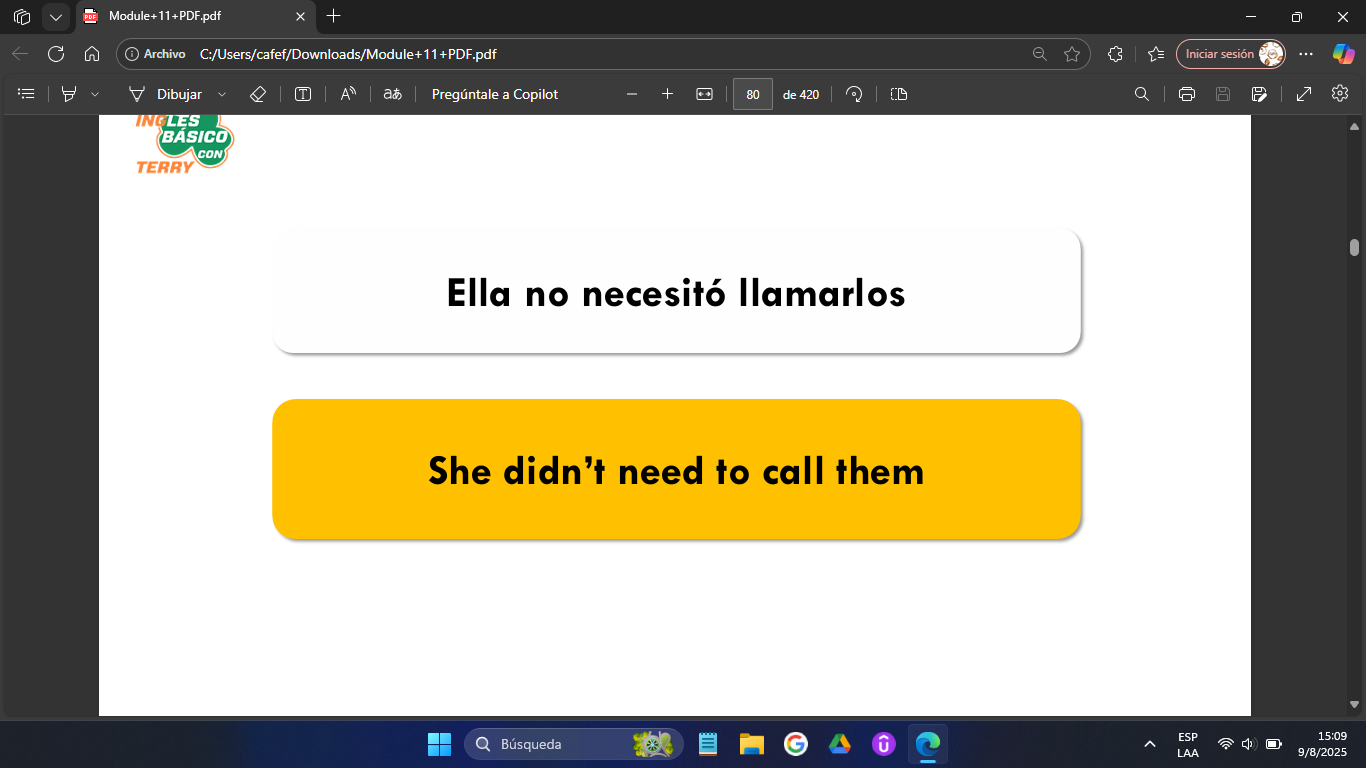 Module+11+PDF.pdf
Archivo C:/Users/cafef/Downloads/Module+11+PDF.pdf
Iniciar sesión
Dibujar
Pregúntale a Copilot
80 de 420
INGLÉS
BÁSICO
CON
TERRY
Ella no necesitó llamarlos
She didn't need to call them
Búsqueda
ESP
LAA
15:09
9/8/2025